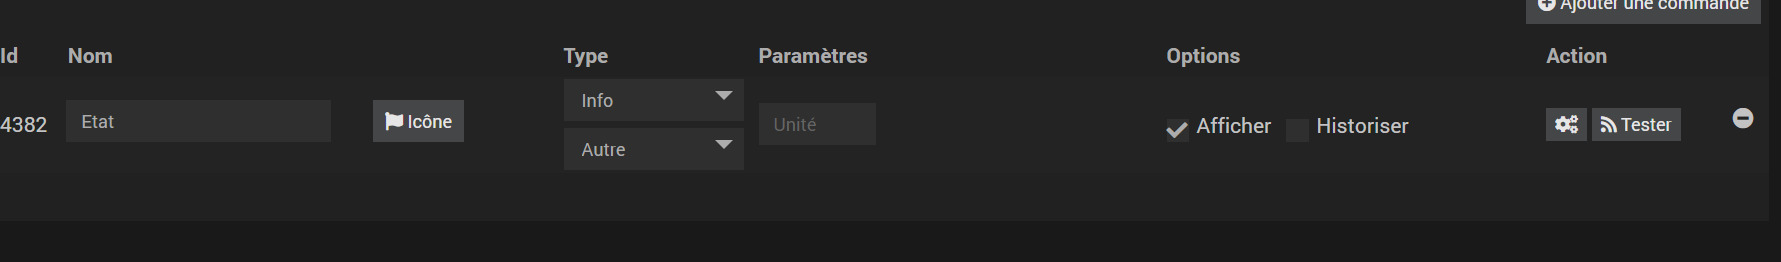 Ajouter une commande
Id Nom Type Paramètres Options Action
4382 Etat Icône Info Autre Unité Afficher Historiser Tester